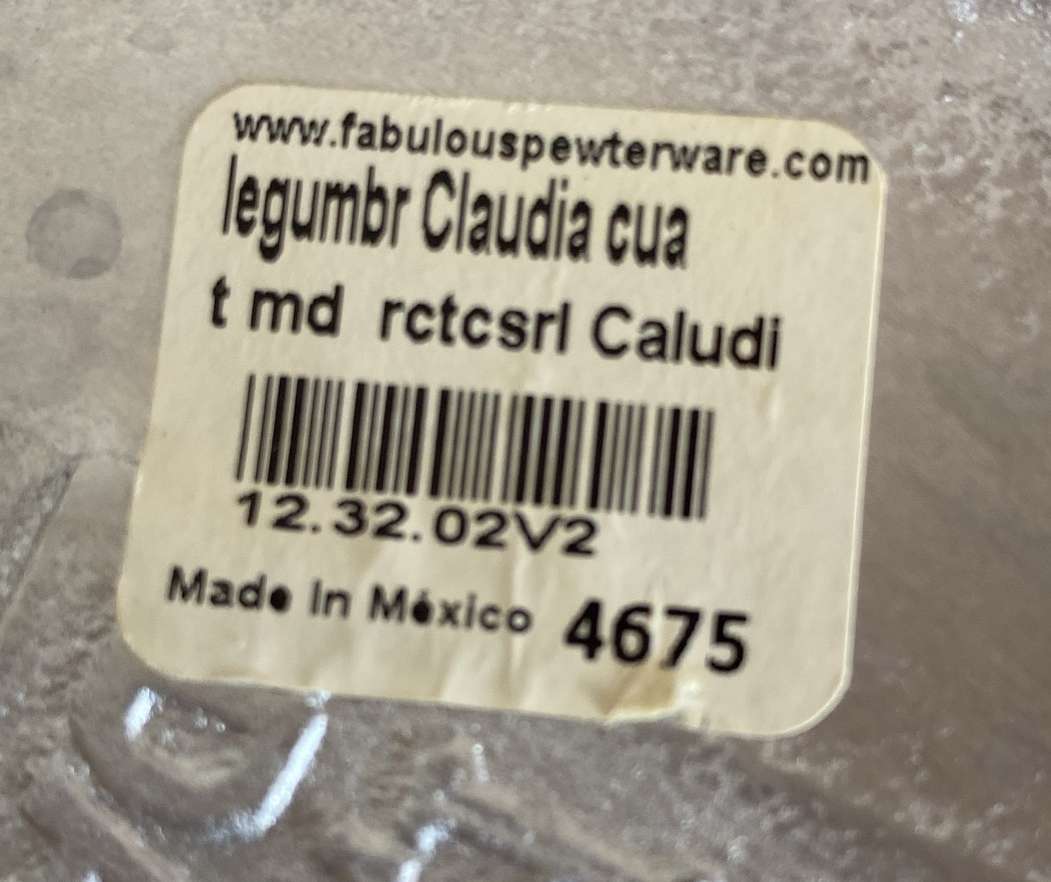 www.fabulouspewterware.com
legumbr Claudia cua
t md rctcsrl Caludi
12.32.02V2
Made In México 4675